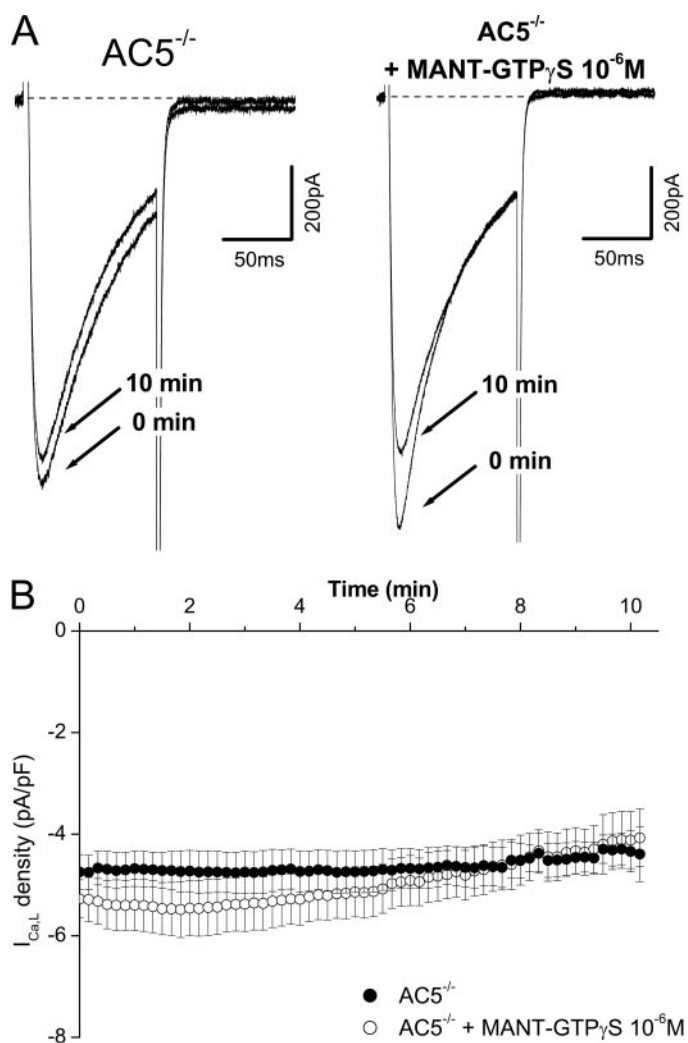 A
AC5-/-
AC5-/-
+ MANT-GTPγS 10-6M
200pA
50ms
10 min
0 min
200pA
50ms
10 min
0 min
B
Time (min)
0 2 4 6 8 10
0
-2
-4
-6
-8
ICa,L density (pA/pF)
AC5-/-
AC5-/- + MANT-GTPγS 10-6M